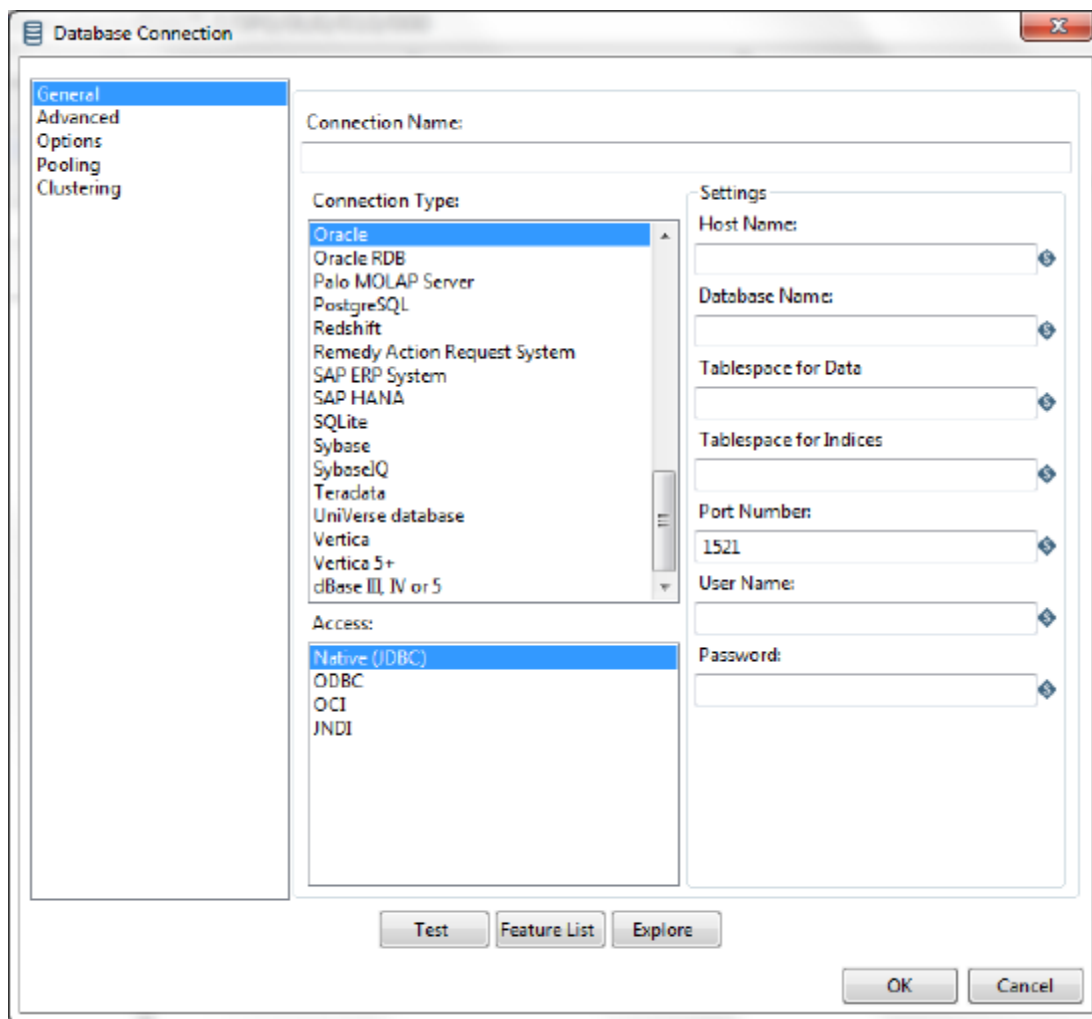 Database Connection
General
Advanced
Options
Pooling
Clustering
Connection Name:
Connection Type:
Oracle
Oracle RDB
Palo MOLAP Server
PostgreSQL
Redshift
Remedy Action Request System
SAP ERP System
SAP HANA
SQLite
Sybase
SybaseIQ
Teradata
UniVerse database
Vertica
Vertica 5+
dBase III, IV or 5
Access:
Native (JDBC)
ODBC
OCI
JNDI
Settings
Host Name:
Database Name:
Tablespace for Data
Tablespace for Indices
Port Number:
1521
User Name:
Password:
Test
Feature List
Explore
OK
Cancel